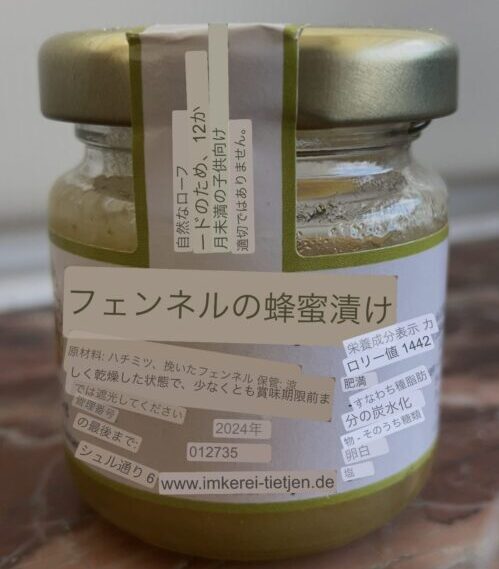 自然なローフ
ードのため、12か
月未満の子供向け
適切ではありません。
フェンネルの蜂蜜漬け
原材料: ハチミツ、挽いたフェンネル 保管: 涼
しく乾燥した状態で、少なくとも賞味期限前ま
では遮光してください
管理番号
の最後まで:
2024年
012735
シュル通り 6
www.imkerei-tietjen.de
栄養成分表示 カ
ロリー値 1442
肥満
- すなわち種脂肪
分の炭水化
物 - そのうち糖類
卵白
塩